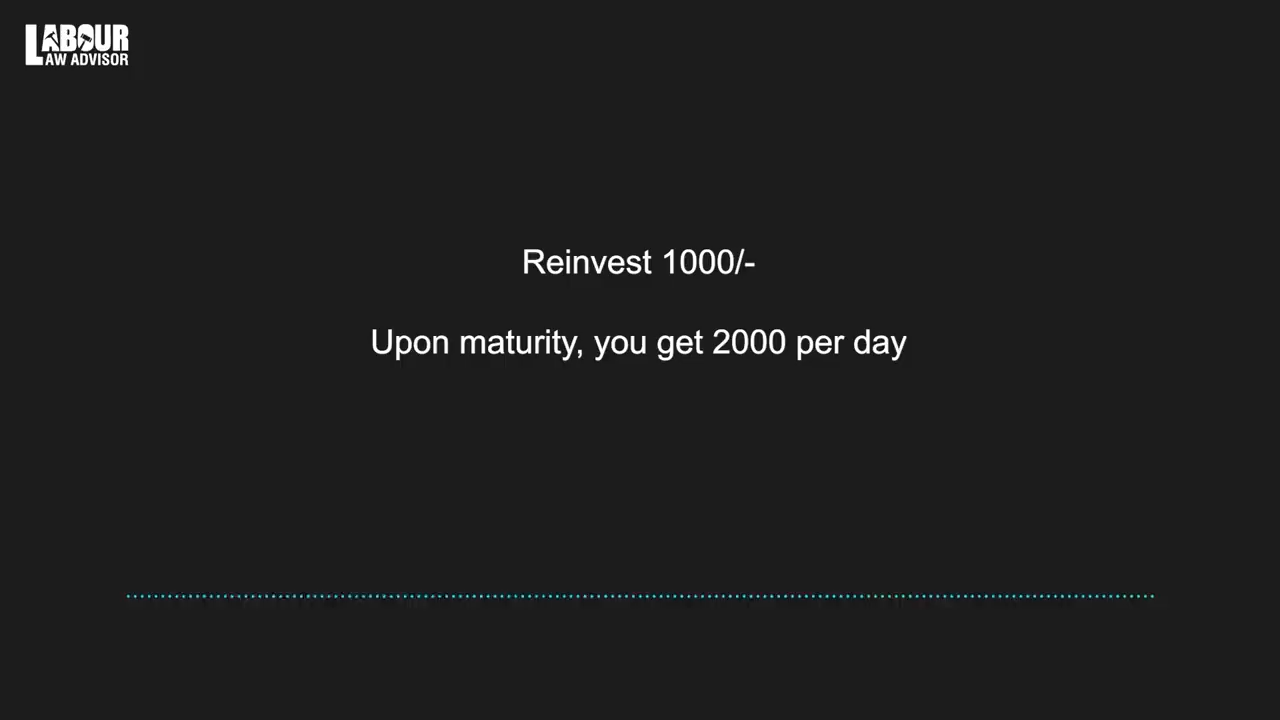 LABOUR
LAW ADVISOR
Reinvest 1000/-
Upon maturity, you get 2000 per day